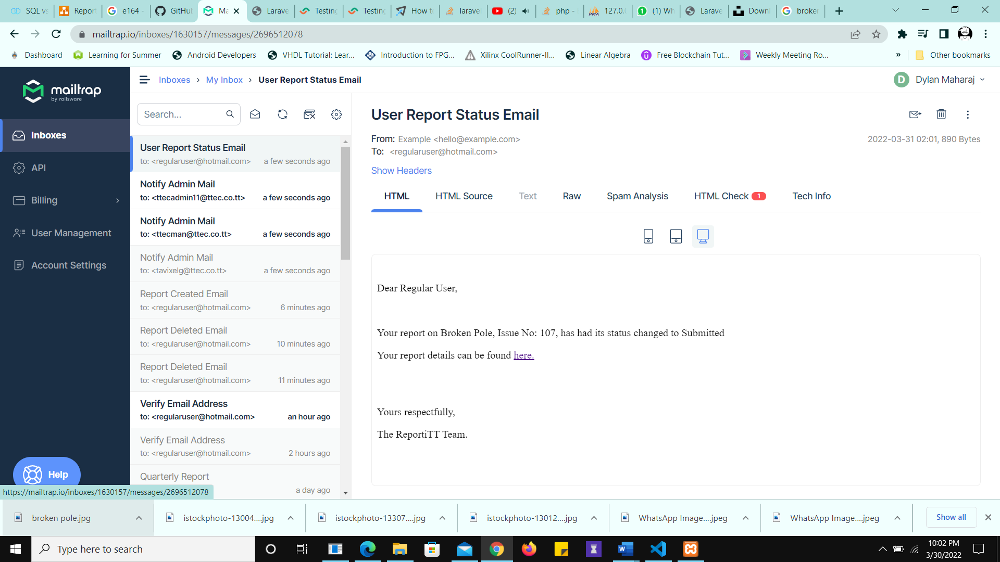 SQL vs
Report
e164 -
GitHub
Ma
Larave
Testing
Testing
How to
laravel
(2)
php -
127.0.
(1) Wh
Larave
Down
broken
mailtrap.io/inboxes/1630157/messages/2696512078
Dashboard
Learning for Summer
Android Developers
VHDL Tutorial: Lear...
Introduction to FPG...
Xilinx CoolRunner-II...
Linear Algebra
Free Blockchain Tut...
Weekly Meeting Ro...
»
Other bookmarks
mailtrap
by railsware
Inboxes
API
Billing
User Management
Account Settings
Help
Inboxes › My Inbox › User Report Status Email
D Dylan Maharaj
Search...
User Report Status Email
to: <regularuser@hotmail.com> a few seconds ago
Notify Admin Mail
to: <ttecadmin11@ttec.co.tt> a few seconds ago
Notify Admin Mail
to: <ttecman@ttec.co.tt> a few seconds ago
Notify Admin Mail
to: <tavixelg@ttec.co.tt> a few seconds ago
Report Created Email
to: <regularuser@hotmail.com> 6 minutes ago
Report Deleted Email
to: <regularuser@hotmail.com> 10 minutes ago
Report Deleted Email
to: <regularuser@hotmail.com> 11 minutes ago
Verify Email Address
to: <regularuser@hotmail.com> an hour ago
Verify Email Address
to: <regularuser@hotmail.com> 2 hours ago
Quarterly Report
a day ago
User Report Status Email
From: Example <hello@example.com>
2022-03-31 02:01, 890 Bytes
To: <regularuser@hotmail.com>
Show Headers
HTML
HTML Source
Text
Raw
Spam Analysis
HTML Check 1
Tech Info
Dear Regular User,
Your report on Broken Pole, Issue No: 107, has had its status changed to Submitted
Your report details can be found here.
Yours respectfully,
The ReportiTT Team.
https://mailtrap.io/inboxes/1630157/messages/2696512078
broken pole.jpg
istockphoto-13004....jpg
istockphoto-13307....jpg
istockphoto-13012....jpg
WhatsApp Image....jpeg
WhatsApp Image....jpeg
Show all
Type here to search
10:02 PM
3/30/2022